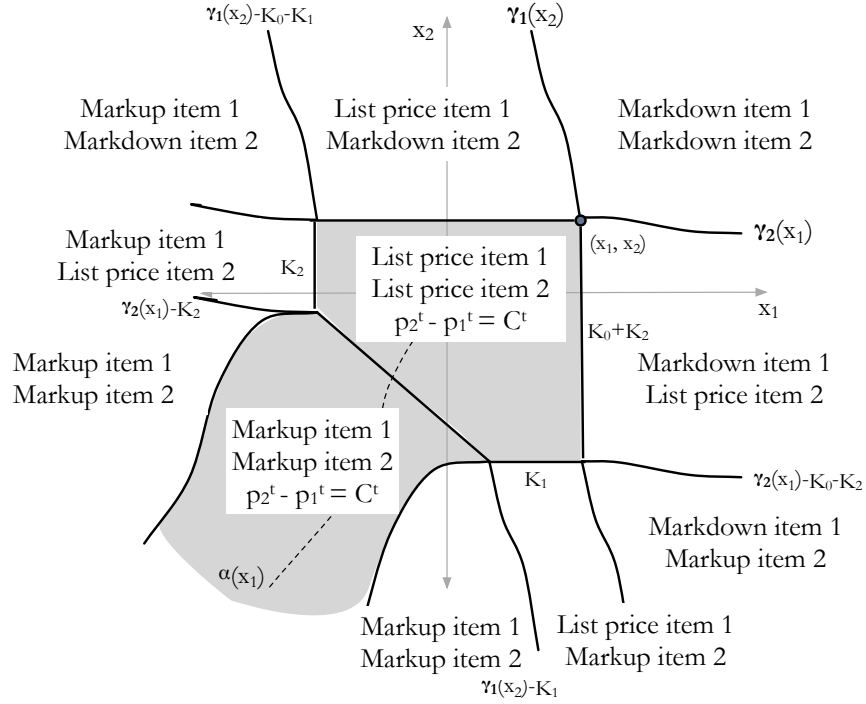 γ₁(x₂)-K₀-K₁
x₂
γ₁(x₂)
Markup item 1
Markdown item 2
List price item 1
Markdown item 2
Markdown item 1
Markdown item 2
Markup item 1
List price item 2
K₂
List price item 1
List price item 2
p₂ᵗ - p₁ᵗ = Cᵗ
(x₁, x₂)
γ₂(x₁)
γ₂(x₁)-K₂
x₁
K₀+K₂
Markup item 1
Markup item 2
Markdown item 1
List price item 2
Markup item 1
Markup item 2
p₂ᵗ - p₁ᵗ = Cᵗ
K₁
γ₂(x₁)-K₀-K₂
Markdown item 1
Markup item 2
α(x₁)
Markup item 1
Markup item 2
List price item 1
Markup item 2
γ₁(x₂)-K₁